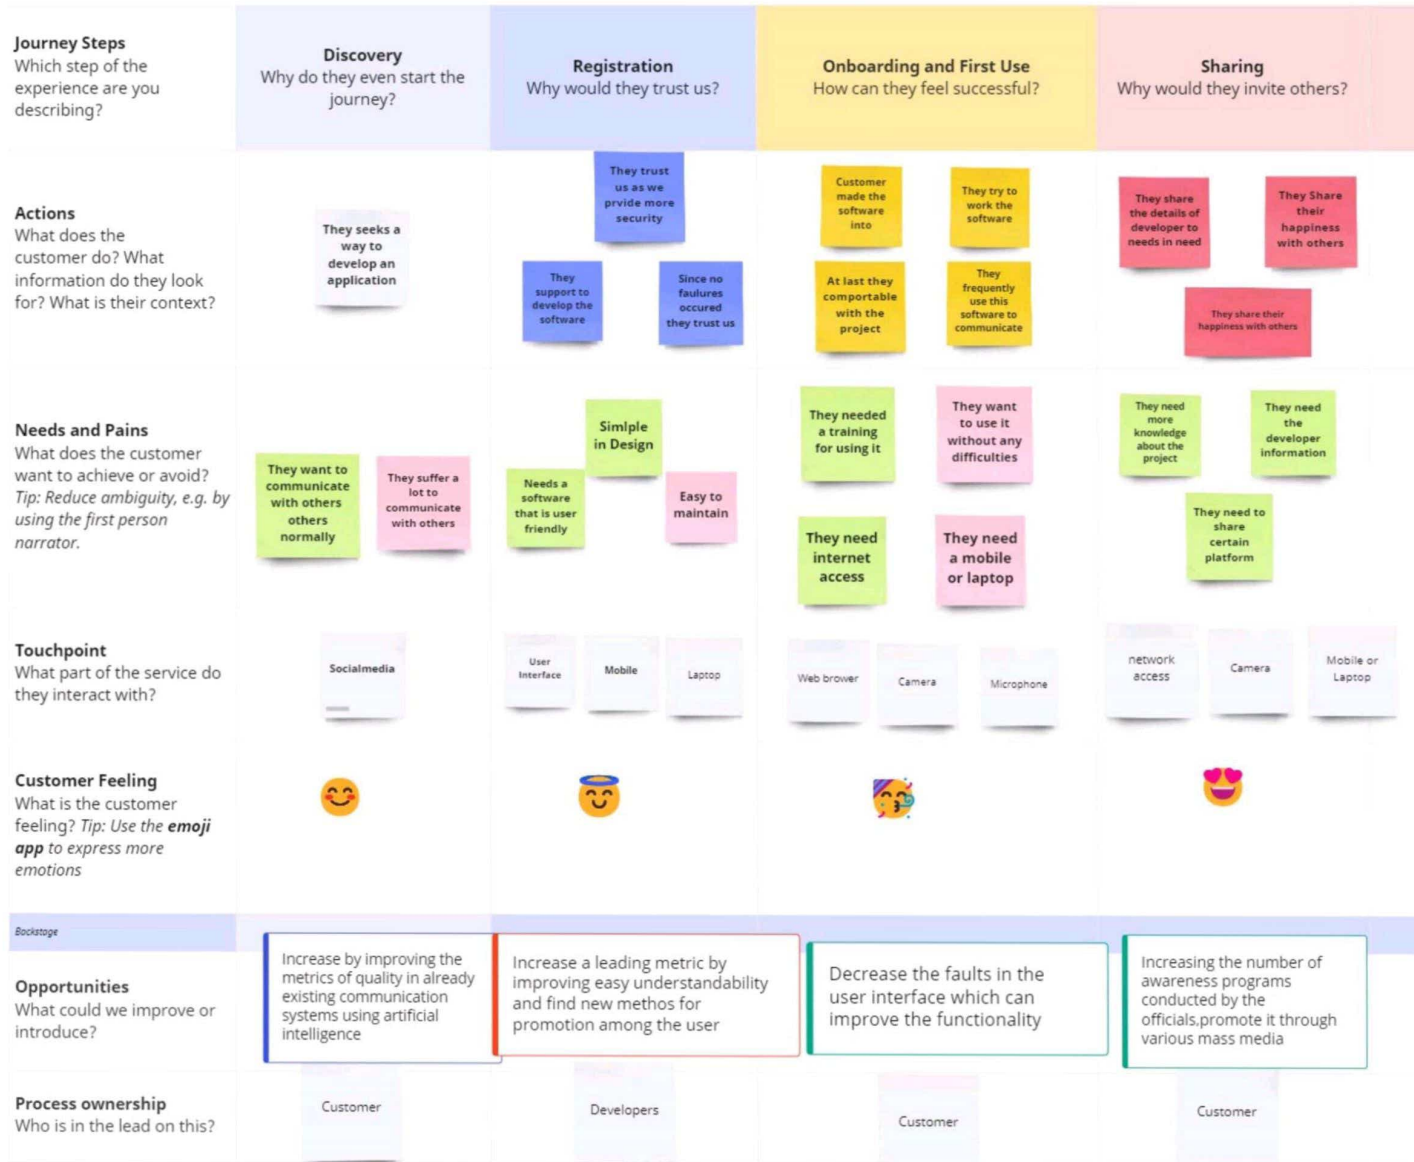 Journey Steps
Which step of the
experience are you
describing?
Discovery
Why do they even start the
journey?
Registration
Why would they trust us?
Onboarding and First Use
How can they feel successful?
Sharing
Why would they invite others?
Actions
What does the
customer do? What
information do they look
for? What is their context?
They seeks a
way to
develop an
application
They trust
us as we
prvide more
security
They
support to
develop the
software
Since no
faulures
occured
they trust us
Customer
made the
software
into
They try to
work the
software
At last they
comportable
with the
project
They
frequently
use this
software to
communicate
They share
the details of
developer to
needs in need
They Share
their
happiness
with others
They share their
happiness with others
Needs and Pains
What does the customer
want to achieve or avoid?
Tip: Reduce ambiguity, e.g. by
using the first person
narrator.
They want to
communicate
with others
others
normally
They suffer a
lot to
communicate
with others
Simlple
in Design
Needs a
software
that is user
friendly
Easy to
maintain
They needed
a training
for using it
They want
to use it
without any
difficulties
They need
internet
access
They need
a mobile
or laptop
They need
more
knowledge
about the
project
They need
the
developer
information
They need to
share
certain
platform
Touchpoint
What part of the service do
they interact with?
Socialmedia
User
Interface
Mobile
Laptop
Web brower
Camera
Microphone
network
access
Camera
Mobile or
Laptop
Customer Feeling
What is the customer
feeling? Tip: Use the emoji
app to express more
emotions
Backstage
Opportunities
What could we improve or
introduce?
Increase by improving the
metrics of quality in already
existing communication
systems using artificial
intelligence
Increase a leading metric by
improving easy understandability
and find new methos for
promotion among the user
Decrease the faults in the
user interface which can
improve the functionality
Increasing the number of
awareness programs
conducted by the
officials,promote it through
various mass media
Process ownership
Who is in the lead on this?
Customer
Developers
Customer
Customer